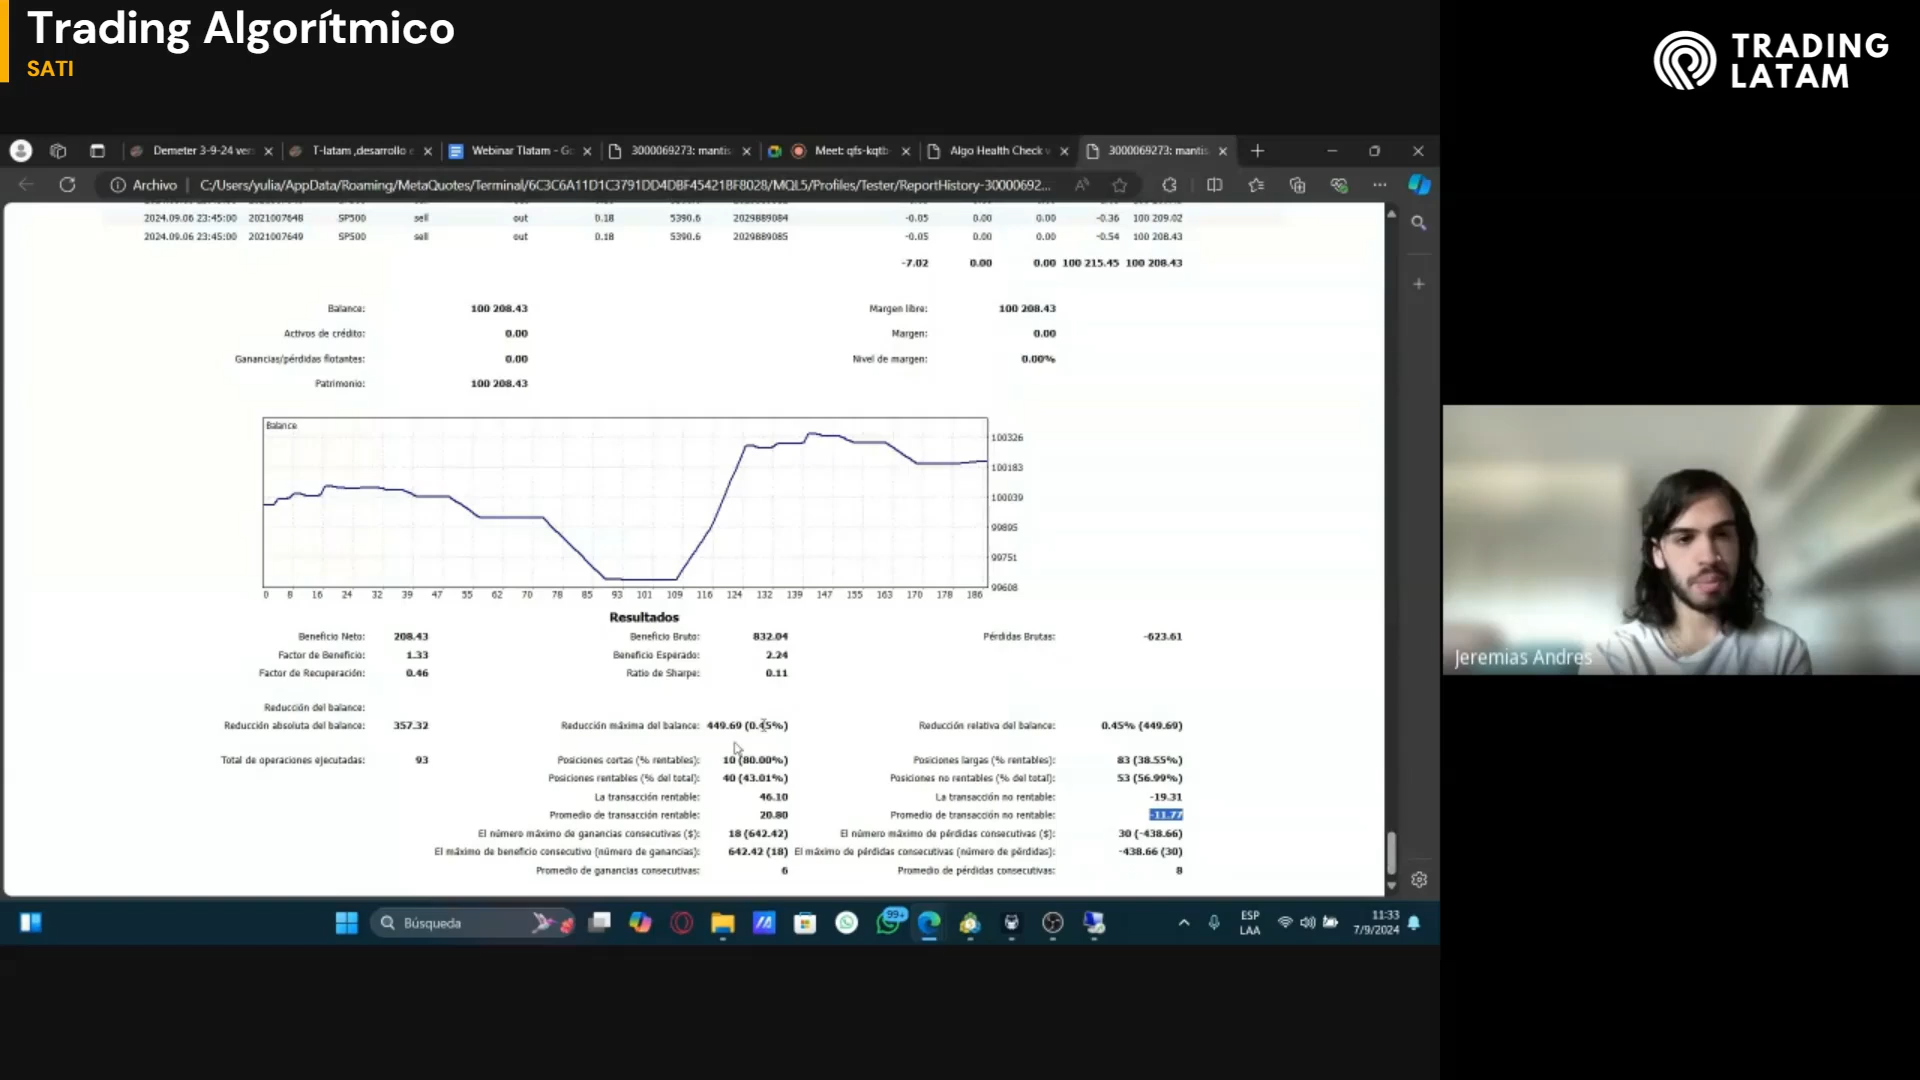 Trading Algorítmico
SATI
TRADING
LATAM
Demeter 3-9-24 ver
T-latam ,desarrollo e
Webinar Tlatam - Go
3000069273: mantis
Meet: qfs-kqtb
Algo Health Check v
3000069273: mantis
Archivo
C:/Users/yulia/AppData/Roaming/MetaQuotes/Terminal/6C3C6A11D1C3791DD4DBF45421BF8028/MQL5/Profiles/Tester/ReportHistory-30000692...
2024.09.06 23:45:00 2021007648 SP500 sell out 0.18 5390.6 2029889084 -0.05 0.00 0.00 -0.36 100 209.02
2024.09.06 23:45:00 2021007649 SP500 sell out 0.18 5390.6 2029889085 -0.05 0.00 0.00 -0.54 100 208.43
-7.02 0.00 0.00 100 215.45 100 208.43
Balance: 100 208.43 Margen libre: 100 208.43
Activos de crédito: 0.00 Margen: 0.00
Ganancias/pérdidas flotantes: 0.00 Nivel de margen: 0.00%
Patrimonio: 100 208.43
Balance
100326
100183
100039
99895
99751
99608
0 8 16 24 32 39 47 55 62 70 78 85 93 101 109 116 124 132 139 147 155 163 170 178 186
Resultados
Beneficio Neto: 208.43 Beneficio Bruto: 832.04 Pérdidas Brutas: -623.61
Factor de Beneficio: 1.33 Beneficio Esperado: 2.24
Factor de Recuperación: 0.46 Ratio de Sharpe: 0.11
Reducción del balance:
Reducción absoluta del balance: 357.32 Reducción máxima del balance: 449.69 (0.45%) Reducción relativa del balance: 0.45% (449.69)
Total de operaciones ejecutadas: 93 Posiciones cortas (% rentables): 10 (80.00%) Posiciones largas (% rentables): 83 (38.55%)
Posiciones rentables (% del total): 40 (43.01%) Posiciones no rentables (% del total): 53 (56.99%)
La transacción rentable: 46.10 La transacción no rentable: -19.31
Promedio de transacción rentable: 20.80 Promedio de transacción no rentable: -11.77
El número máximo de ganancias consecutivas ($): 18 (642.42) El número máximo de pérdidas consecutivas ($): 30 (-438.66)
El máximo de beneficio consecutivo (número de ganancias): 642.42 (18) El máximo de pérdidas consecutivas (número de pérdidas): -438.66 (30)
Promedio de ganancias consecutivas: 6 Promedio de pérdidas consecutivas: 8
Jeremias Andres
Búsqueda
99+
ESP
LAA
11:33
7/9/2024